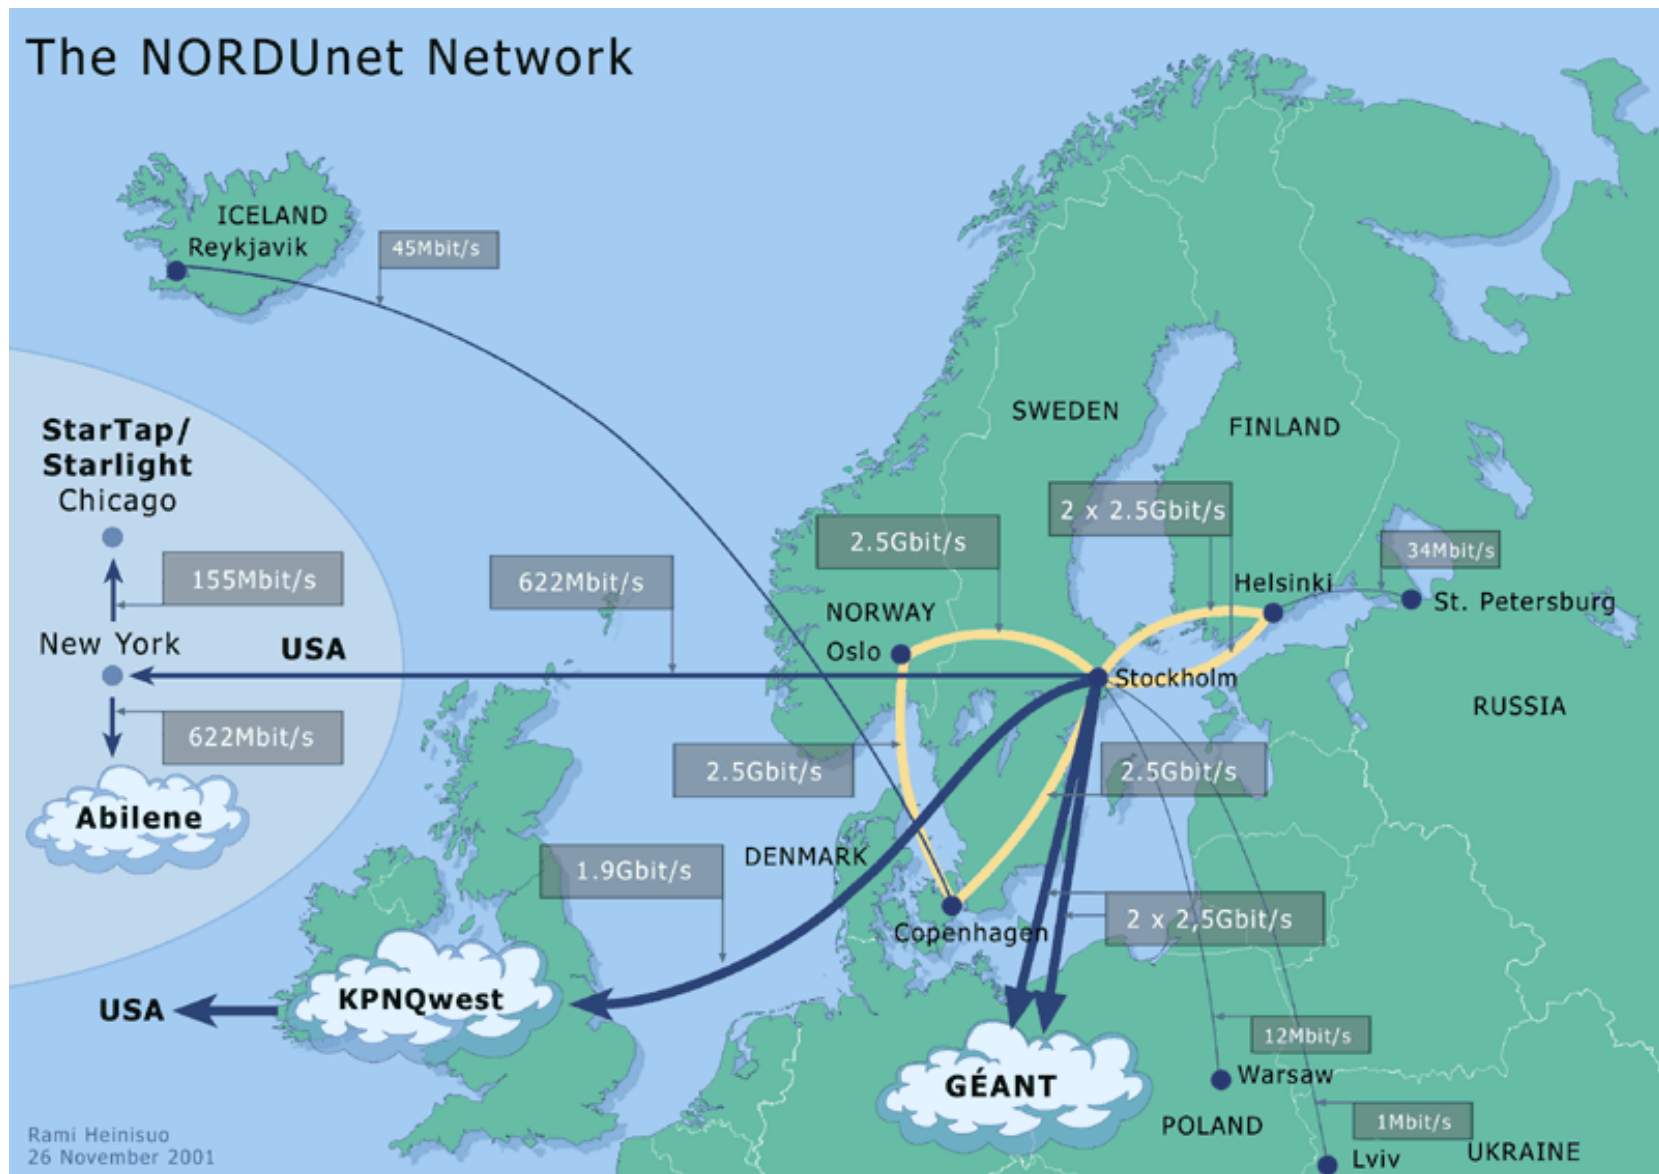 The NORDUnet Network
ICELAND
Reykjavik
45Mbit/s
StarTap/
Starlight
Chicago
155Mbit/s
New York
USA
622Mbit/s
Abilene
622Mbit/s
SWEDEN
FINLAND
2 x 2.5Gbit/s
2.5Gbit/s
34Mbit/s
Helsinki
St. Petersburg
NORWAY
Oslo
Stockholm
RUSSIA
2.5Gbit/s
2.5Gbit/s
1.9Gbit/s
DENMARK
Copenhagen
2 x 2,5Gbit/s
KPNQwest
USA
GÉANT
12Mbit/s
Warsaw
POLAND
1Mbit/s
UKRAINE
Lviv
Rami Heinisuo
26 November 2001